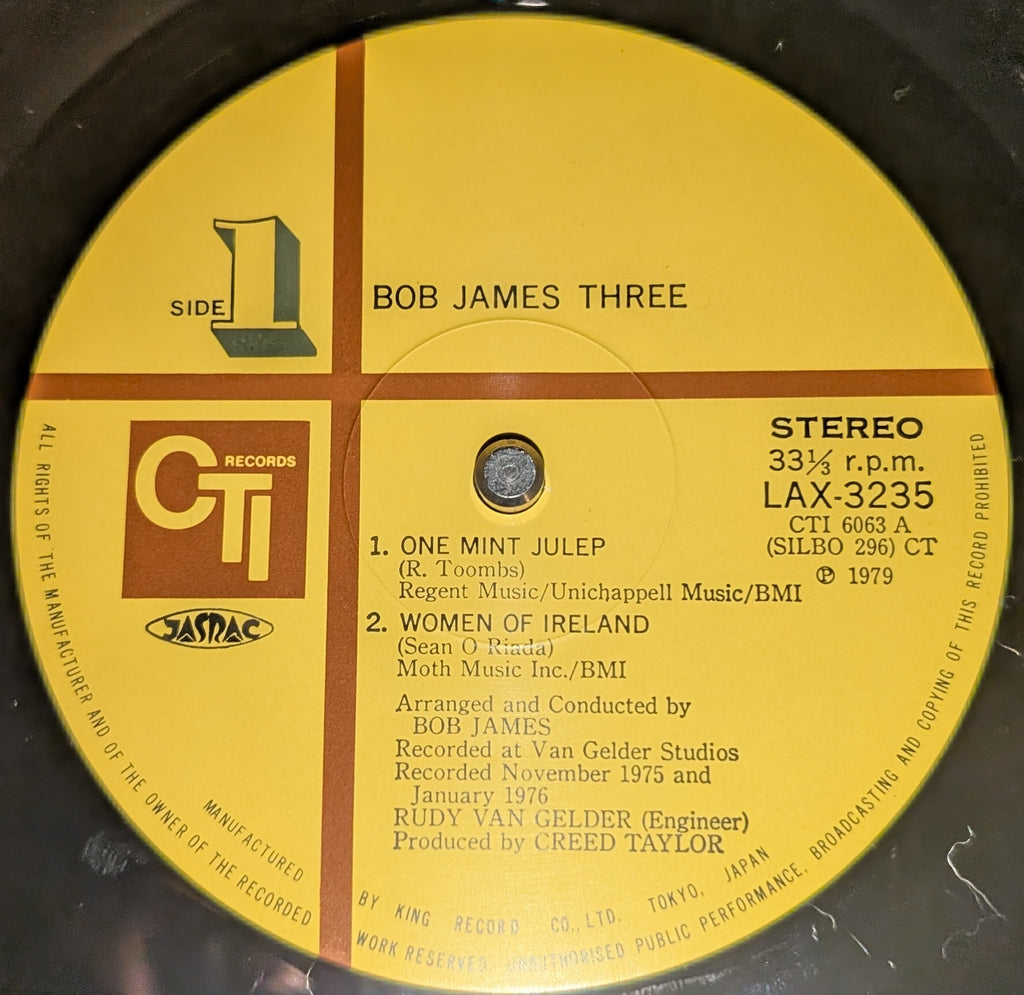 SIDE 1
BOB JAMES THREE
CTI RECORDS
JASRAC
STEREO
33⅓ r.p.m.
LAX-3235
CTI 6063 A
(SILBO 296) CT
℗ 1979
1. ONE MINT JULEP
(R. Toombs)
Regent Music/Unichappell Music/BMI
2. WOMEN OF IRELAND
(Sean O Riada)
Moth Music Inc./BMI
Arranged and Conducted by
BOB JAMES
Recorded at Van Gelder Studios
Recorded November 1975 and
January 1976
RUDY VAN GELDER (Engineer)
Produced by CREED TAYLOR
MANUFACTURED BY KING RECORD CO., LTD. TOKYO, JAPAN
ALL RIGHTS OF THE MANUFACTURER AND OF THE OWNER OF THE RECORDED WORK RESERVED. UNAUTHORISED PUBLIC PERFORMANCE, BROADCASTING AND COPYING OF THIS RECORD PROHIBITED